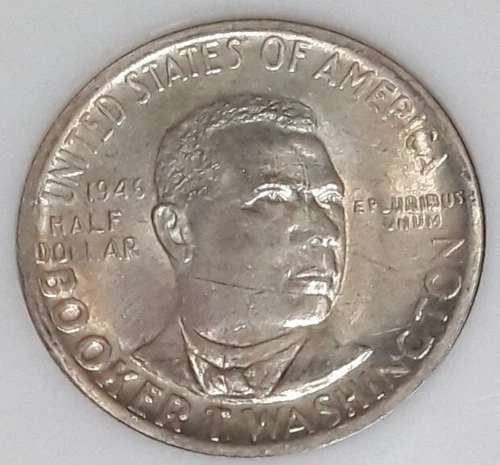 UNITED STATES OF AMERICA
1946
HALF
DOLLAR
E PLURIBUS
UNUM
BOOKER T. WASHINGTON